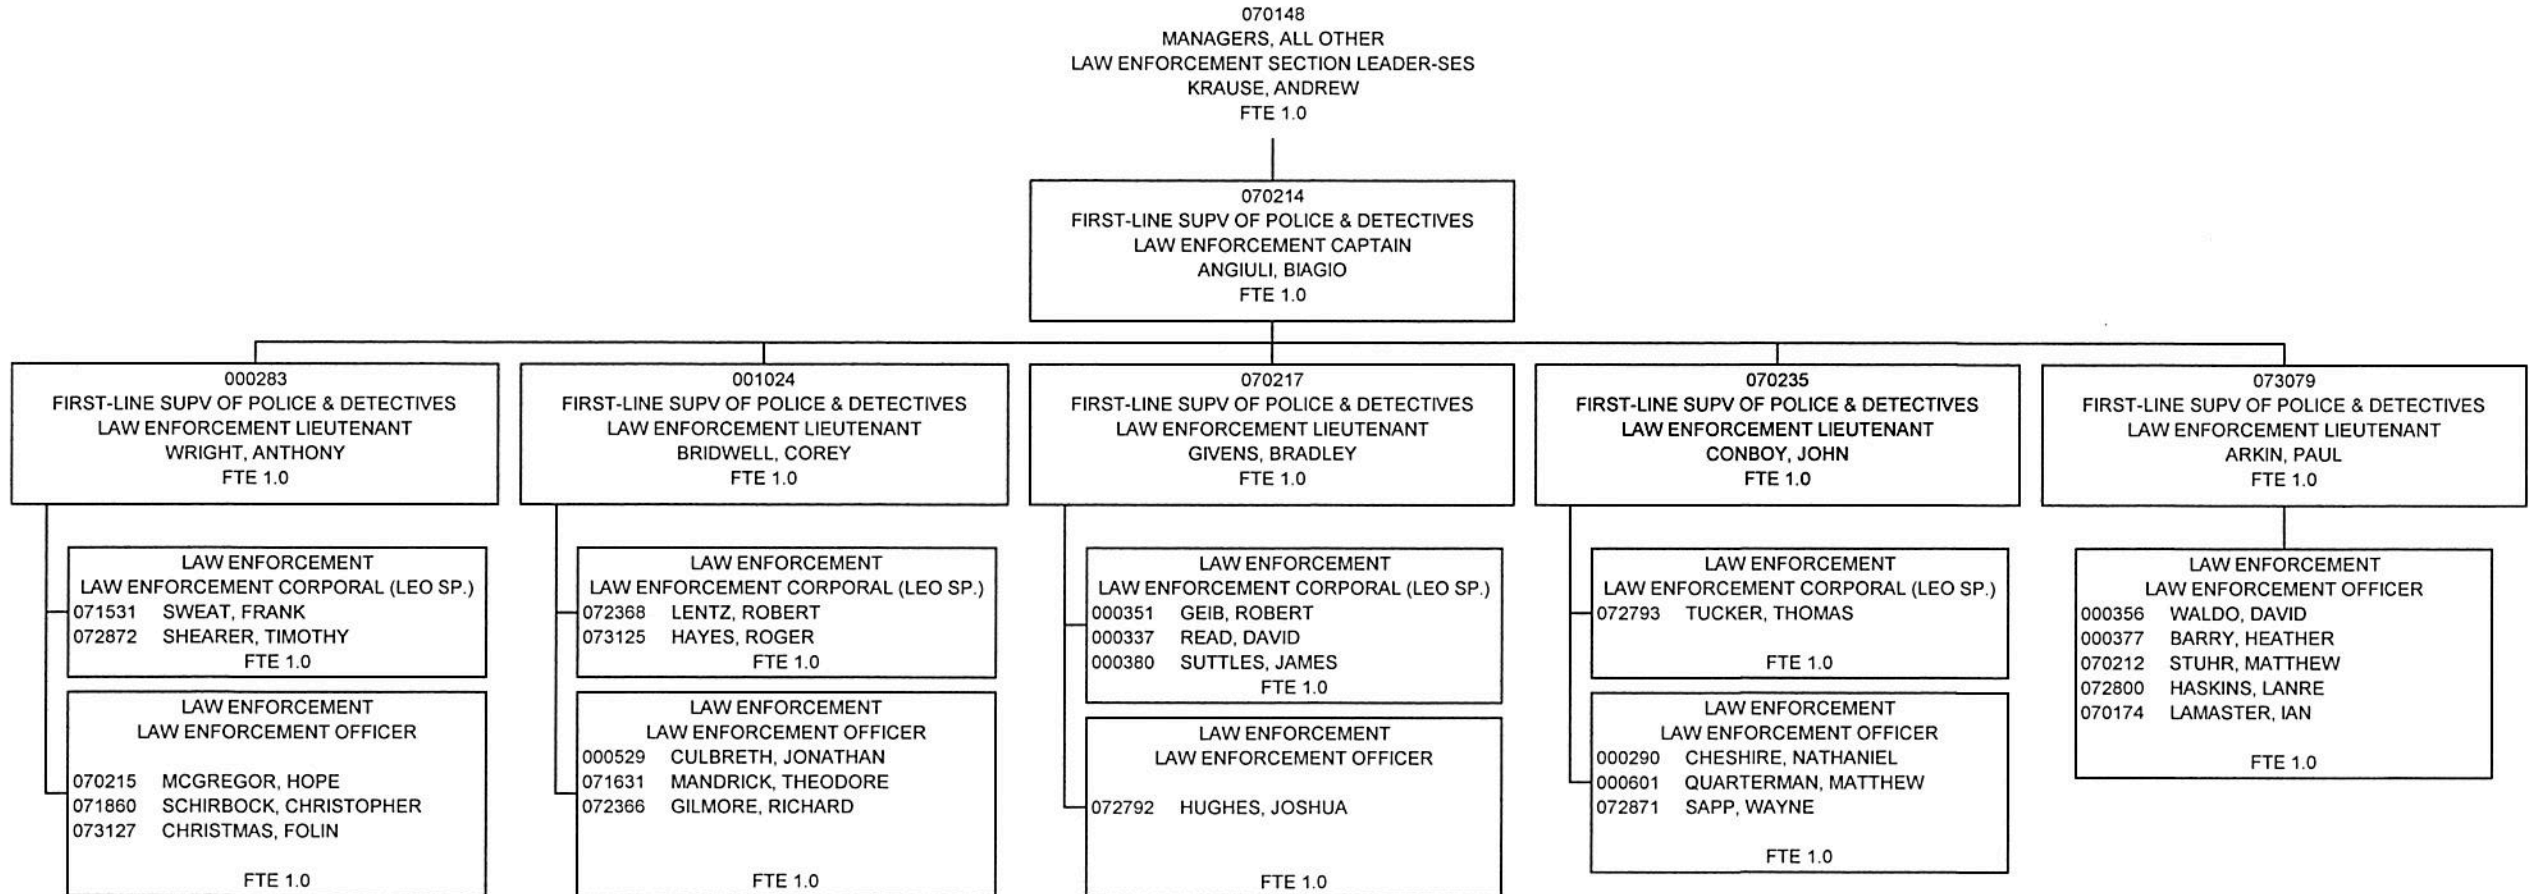 070148
MANAGERS, ALL OTHER
LAW ENFORCEMENT SECTION LEADER-SES
KRAUSE, ANDREW
FTE 1.0
070214
FIRST-LINE SUPV OF POLICE & DETECTIVES
LAW ENFORCEMENT CAPTAIN
ANGIULI, BIAGIO
FTE 1.0
000283
FIRST-LINE SUPV OF POLICE & DETECTIVES
LAW ENFORCEMENT LIEUTENANT
WRIGHT, ANTHONY
FTE 1.0
LAW ENFORCEMENT
LAW ENFORCEMENT CORPORAL (LEO SP.)
071531 SWEAT, FRANK
072872 SHEARER, TIMOTHY
FTE 1.0
LAW ENFORCEMENT
LAW ENFORCEMENT OFFICER
070215 MCGREGOR, HOPE
071860 SCHIRBOCK, CHRISTOPHER
073127 CHRISTMAS, FOLIN
FTE 1.0
001024
FIRST-LINE SUPV OF POLICE & DETECTIVES
LAW ENFORCEMENT LIEUTENANT
BRIDWELL, COREY
FTE 1.0
LAW ENFORCEMENT
LAW ENFORCEMENT CORPORAL (LEO SP.)
072368 LENTZ, ROBERT
073125 HAYES, ROGER
FTE 1.0
LAW ENFORCEMENT
LAW ENFORCEMENT OFFICER
000529 CULBRETH, JONATHAN
071631 MANDRICK, THEODORE
072366 GILMORE, RICHARD
FTE 1.0
070217
FIRST-LINE SUPV OF POLICE & DETECTIVES
LAW ENFORCEMENT LIEUTENANT
GIVENS, BRADLEY
FTE 1.0
LAW ENFORCEMENT
LAW ENFORCEMENT CORPORAL (LEO SP.)
000351 GEIB, ROBERT
000337 READ, DAVID
000380 SUTTLES, JAMES
FTE 1.0
LAW ENFORCEMENT
LAW ENFORCEMENT OFFICER
072792 HUGHES, JOSHUA
FTE 1.0
070235
FIRST-LINE SUPV OF POLICE & DETECTIVES
LAW ENFORCEMENT LIEUTENANT
CONBOY, JOHN
FTE 1.0
LAW ENFORCEMENT
LAW ENFORCEMENT CORPORAL (LEO SP.)
072793 TUCKER, THOMAS
FTE 1.0
LAW ENFORCEMENT
LAW ENFORCEMENT OFFICER
000290 CHESHIRE, NATHANIEL
000601 QUARTERMAN, MATTHEW
072871 SAPP, WAYNE
FTE 1.0
073079
FIRST-LINE SUPV OF POLICE & DETECTIVES
LAW ENFORCEMENT LIEUTENANT
ARKIN, PAUL
FTE 1.0
LAW ENFORCEMENT
LAW ENFORCEMENT OFFICER
000356 WALDO, DAVID
000377 BARRY, HEATHER
070212 STUHR, MATTHEW
072800 HASKINS, LANRE
070174 LAMASTER, IAN
FTE 1.0